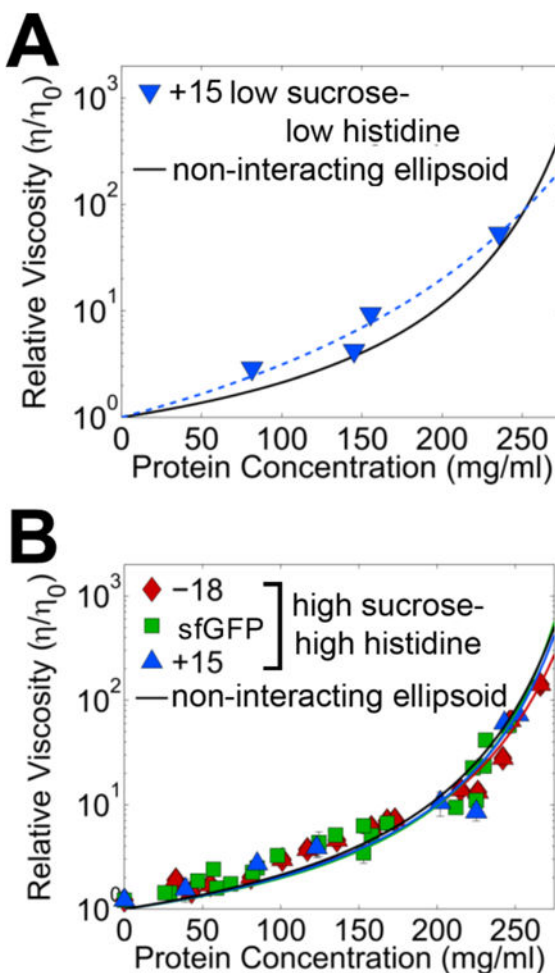 A
Relative Viscosity (η/η₀)
10³
10²
10¹
10⁰
+15 low sucrose-
low histidine
non-interacting ellipsoid
0 50 100 150 200 250
Protein Concentration (mg/ml)
B
Relative Viscosity (η/η₀)
10³
10²
10¹
10⁰
−18
sfGFP
+15
high sucrose-
high histidine
non-interacting ellipsoid
0 50 100 150 200 250
Protein Concentration (mg/ml)